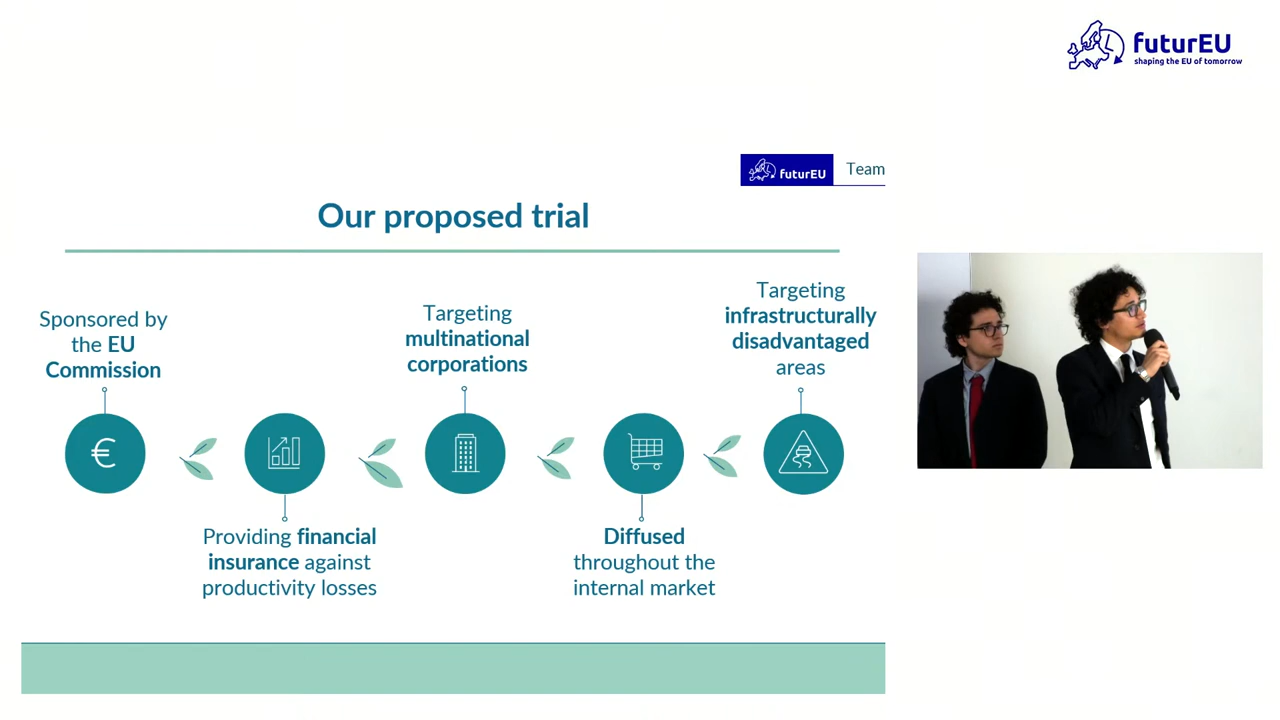 futurEU
shaping the EU of tomorrow
futurEU
Team
Our proposed trial
Sponsored by
the EU
Commission
Providing financial
insurance against
productivity losses
Targeting
multinational
corporations
Diffused
throughout the
internal market
Targeting
infrastructurally
disadvantaged
areas